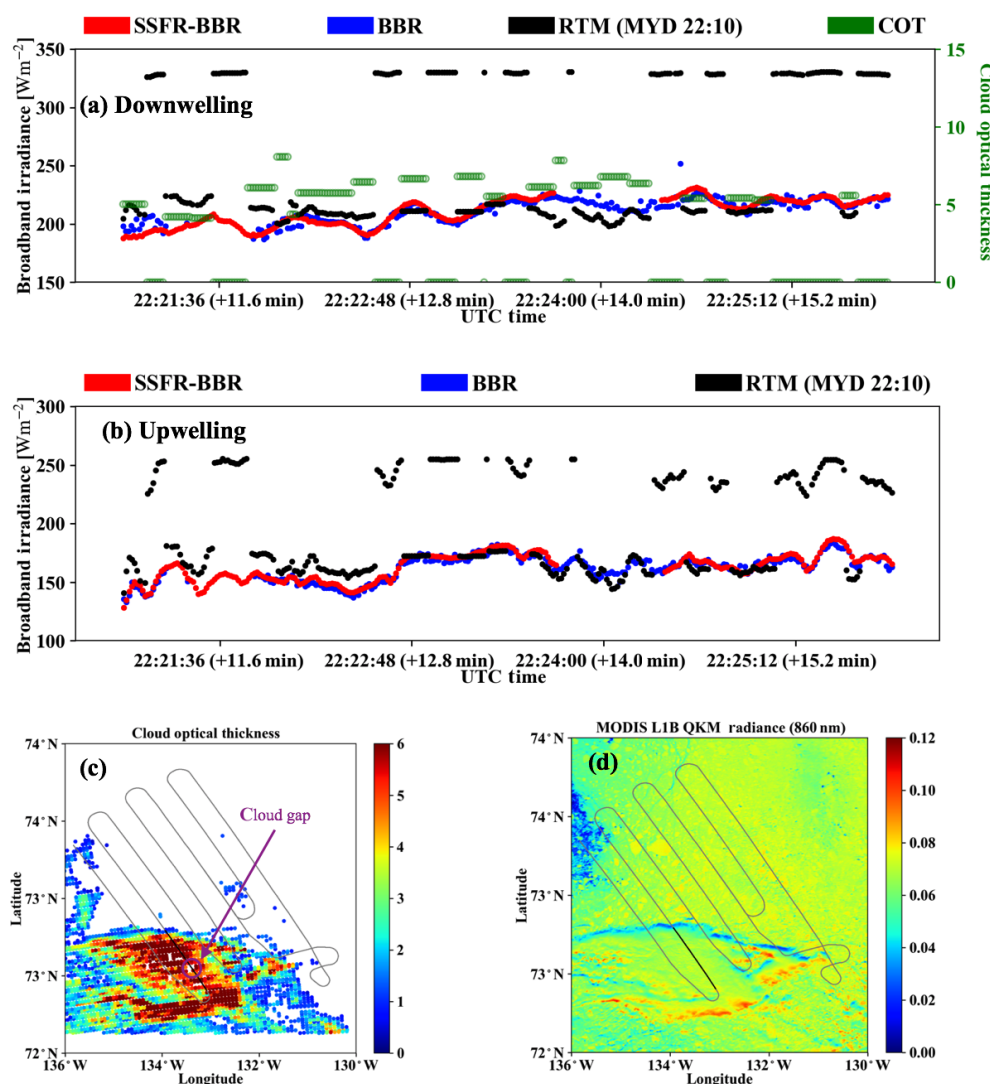 SSFR-BBR BBR RTM (MYD 22:10) COT
350
300
250
200
150
15
10
5
0
Broadband irradiance [Wm−2]
Cloud optical thickness
(a) Downwelling
22:21:36 (+11.6 min) 22:22:48 (+12.8 min) 22:24:00 (+14.0 min) 22:25:12 (+15.2 min)
UTC time
SSFR-BBR BBR RTM (MYD 22:10)
300
250
200
150
100
Broadband irradiance [Wm−2]
(b) Upwelling
22:21:36 (+11.6 min) 22:22:48 (+12.8 min) 22:24:00 (+14.0 min) 22:25:12 (+15.2 min)
UTC time
Cloud optical thickness
(c)
Cloud gap
74°N
74°N
73°N
73°N
72°N
Latitude
136°W 134°W 132°W 130°W
Longitude
6
5
4
3
2
1
0
MODIS L1B QKM radiance (860 nm)
(d)
74°N
74°N
73°N
73°N
72°N
Latitude
136°W 134°W 132°W 130°W
Longitude
0.12
0.10
0.08
0.06
0.04
0.02
0.00